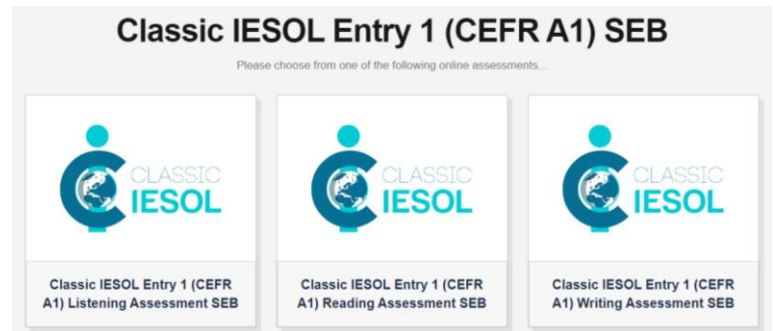 Classic IESOL Entry 1 (CEFR A1) SEB
Please choose from one of the following online assessments...
CLASSIC
IESOL
Classic IESOL Entry 1 (CEFR
A1) Listening Assessment SEB
CLASSIC
IESOL
Classic IESOL Entry 1 (CEFR
A1) Reading Assessment SEB
CLASSIC
IESOL
Classic IESOL Entry 1 (CEFR
A1) Writing Assessment SEB